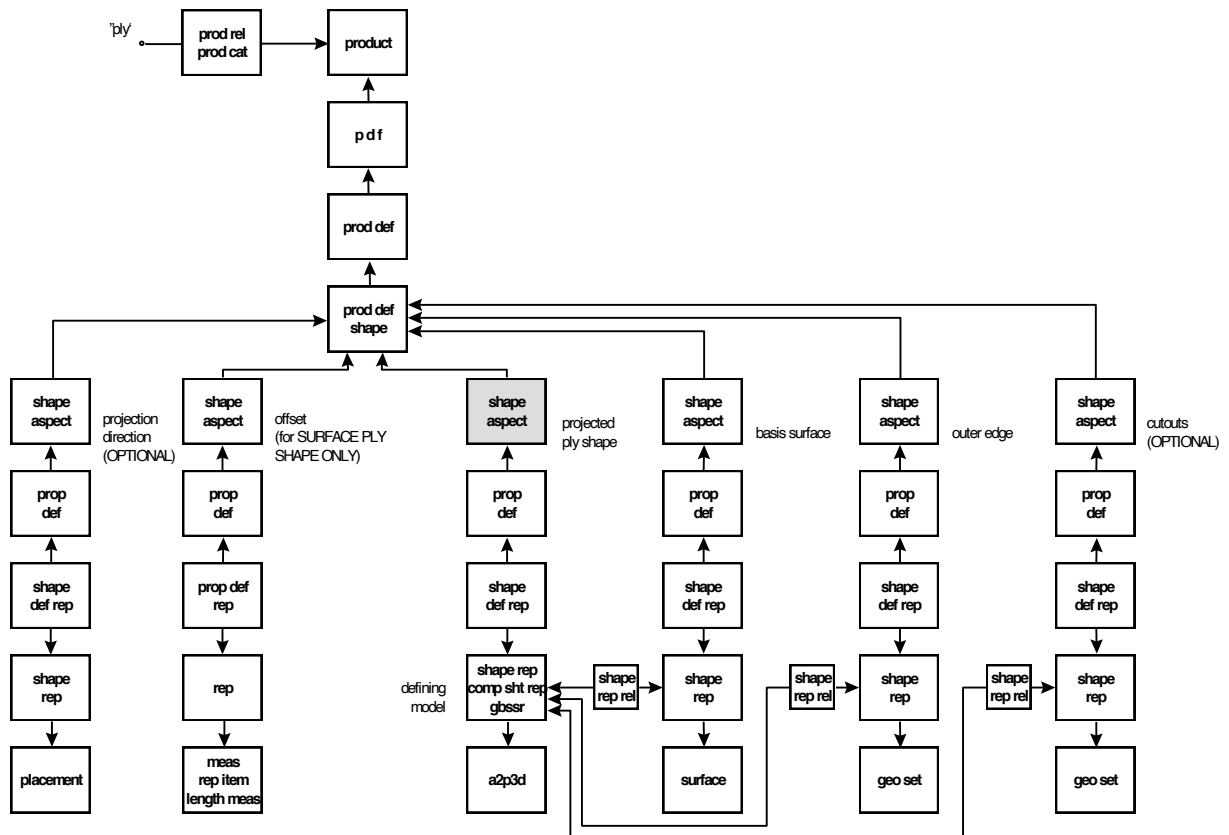 "ply"
prod rel
prod cat
product
p d f
prod def
prod def
shape
shape
aspect
projection
direction
(OPTIONAL)
shape
aspect
offset
(for SURFACE PLY
SHAPE ONLY)
shape
aspect
projected
ply shape
shape
aspect
basis surface
shape
aspect
outer edge
shape
aspect
cutouts
(OPTIONAL)
prop
def
prop
def
prop
def
prop
def
prop
def
prop
def
shape
def rep
prop def
rep
shape
def rep
shape
def rep
shape
def rep
shape
def rep
shape
rep
rep
defining
model
shape rep
comp sht rep
gbssr
shape
rep rel
shape
rep
shape
rep rel
shape
rep
shape
rep rel
shape
rep
placement
meas
rep item
length meas
a2p3d
surface
geo set
geo set